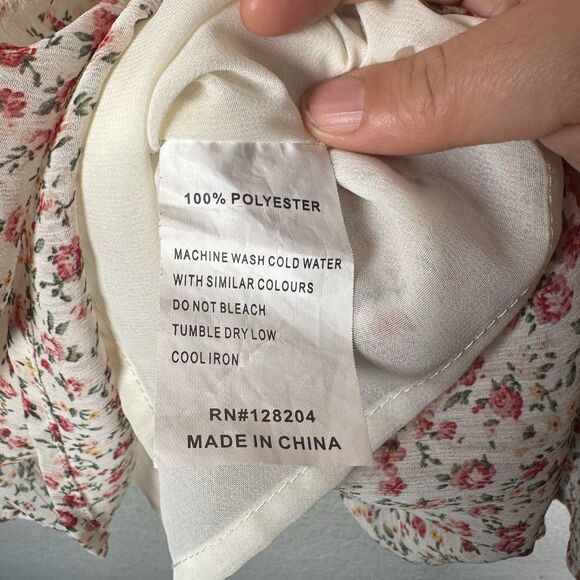 100% POLYESTER
MACHINE WASH COLD WATER
WITH SIMILAR COLOURS
DO NOT BLEACH
TUMBLE DRY LOW
COOL IRON
RN#128204
MADE IN CHINA